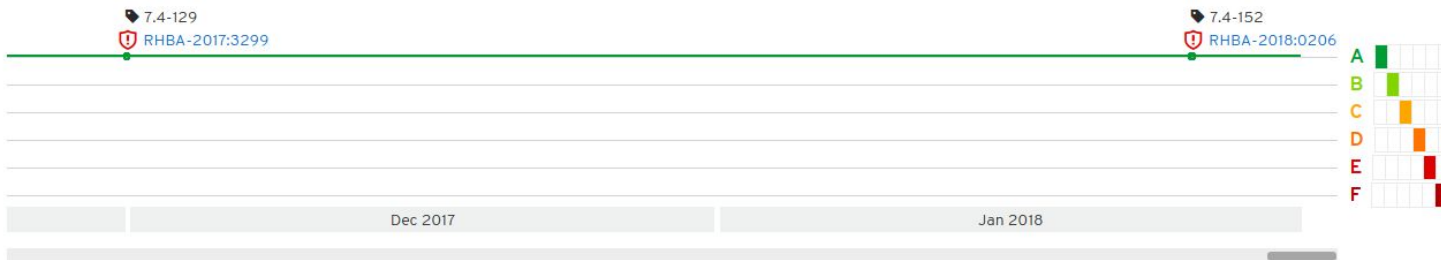 7.4-129
RHBA-2017:3299
7.4-152
RHBA-2018:0206
A
B
C
D
E
F
Dec 2017
Jan 2018